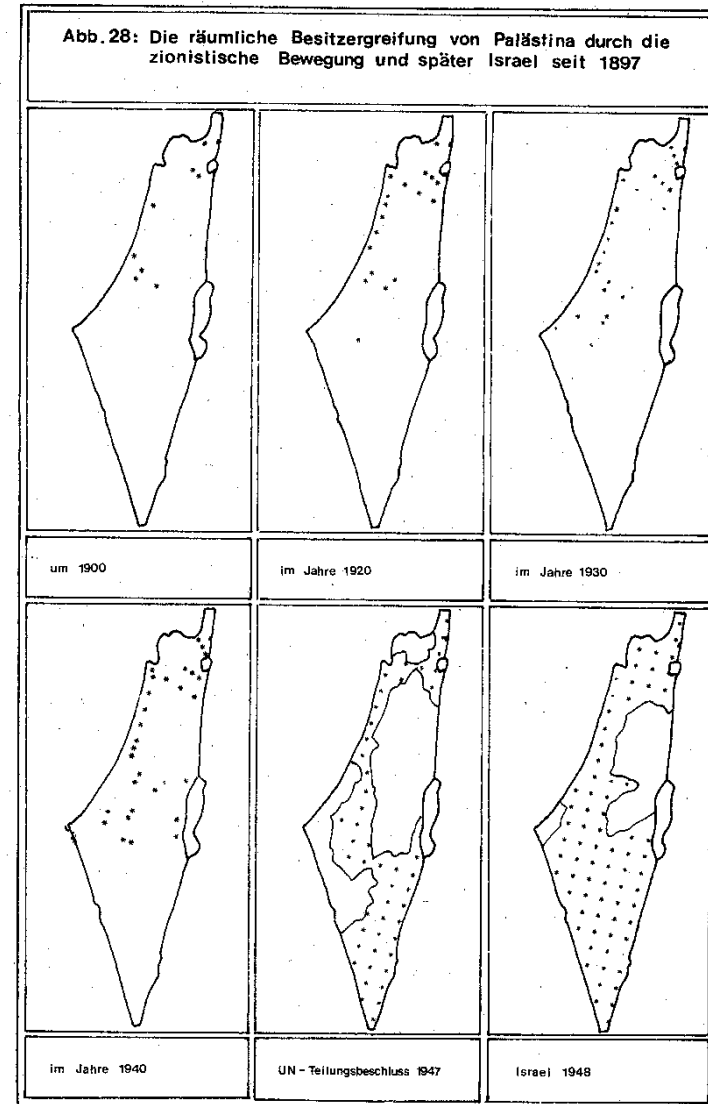 Abb.28: Die räumliche Besitzergreifung von Palästina durch die
zionistische Bewegung und später Israel seit 1897
um 1900
im Jahre 1920
im Jahre 1930
im Jahre 1940
UN-Teilungsbeschluss 1947
Israel 1948